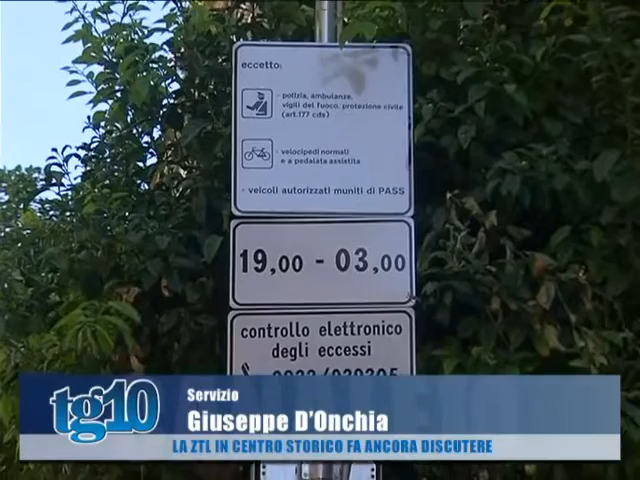 eccetto:
- polizia, ambulanze,
vigili del fuoco, protezione civile
(art.177 cds)
- velocipedi normali
e a pedalata assistita
- veicoli autorizzati muniti di PASS
19,00 - 03,00
controllo elettronico
degli eccessi
tg10
Servizio
Giuseppe D'Onchia
LA ZTL IN CENTRO STORICO FA ANCORA DISCUTERE